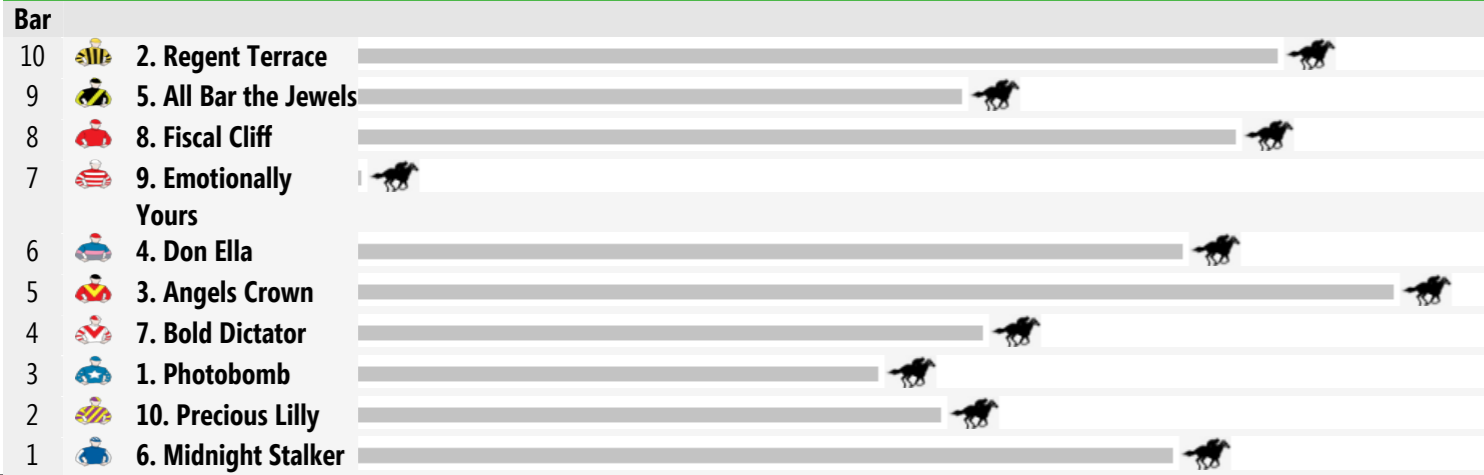 Bar
10 2. Regent Terrace
9 5. All Bar the Jewels
8 8. Fiscal Cliff
7 9. Emotionally
Yours
6 4. Don Ella
5 3. Angels Crown
4 7. Bold Dictator
3 1. Photobomb
2 10. Precious Lilly
1 6. Midnight Stalker